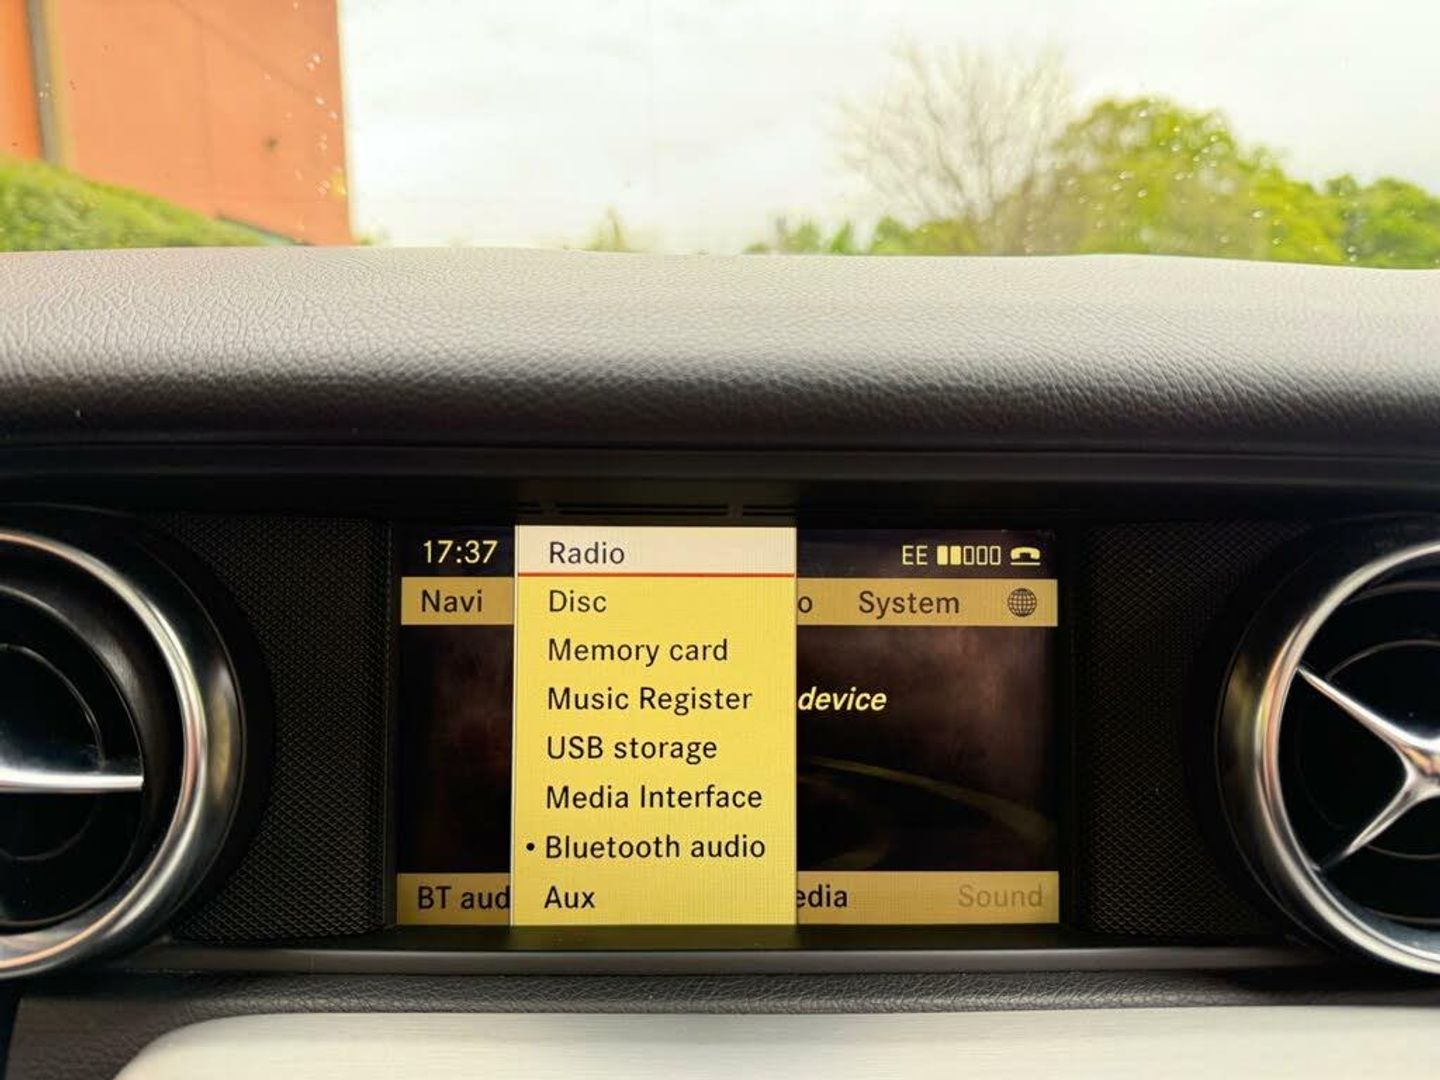 17:37
EE
Navi
System
Radio
Disc
Memory card
Music Register
USB storage
Media Interface
• Bluetooth audio
Aux
device
BT aud
edia
Sound